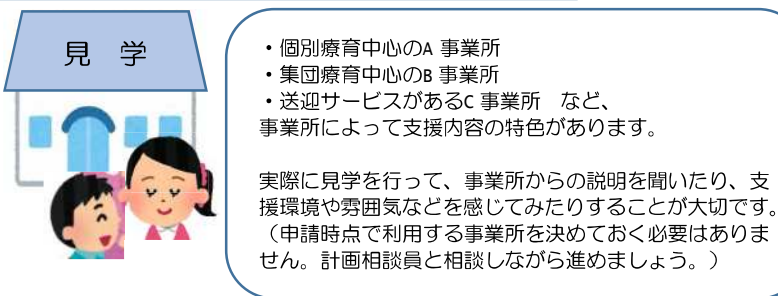 見 学
・個別療育中心のA 事業所
・集団療育中心のB 事業所
・送迎サービスがあるC 事業所　など、
事業所によって支援内容の特色があります。
実際に見学を行って、事業所からの説明を聞いたり、支
援環境や雰囲気などを感じてみたりすることが大切です。
（申請時点で利用する事業所を決めておく必要はありま
せん。計画相談員と相談しながら進めましょう。）